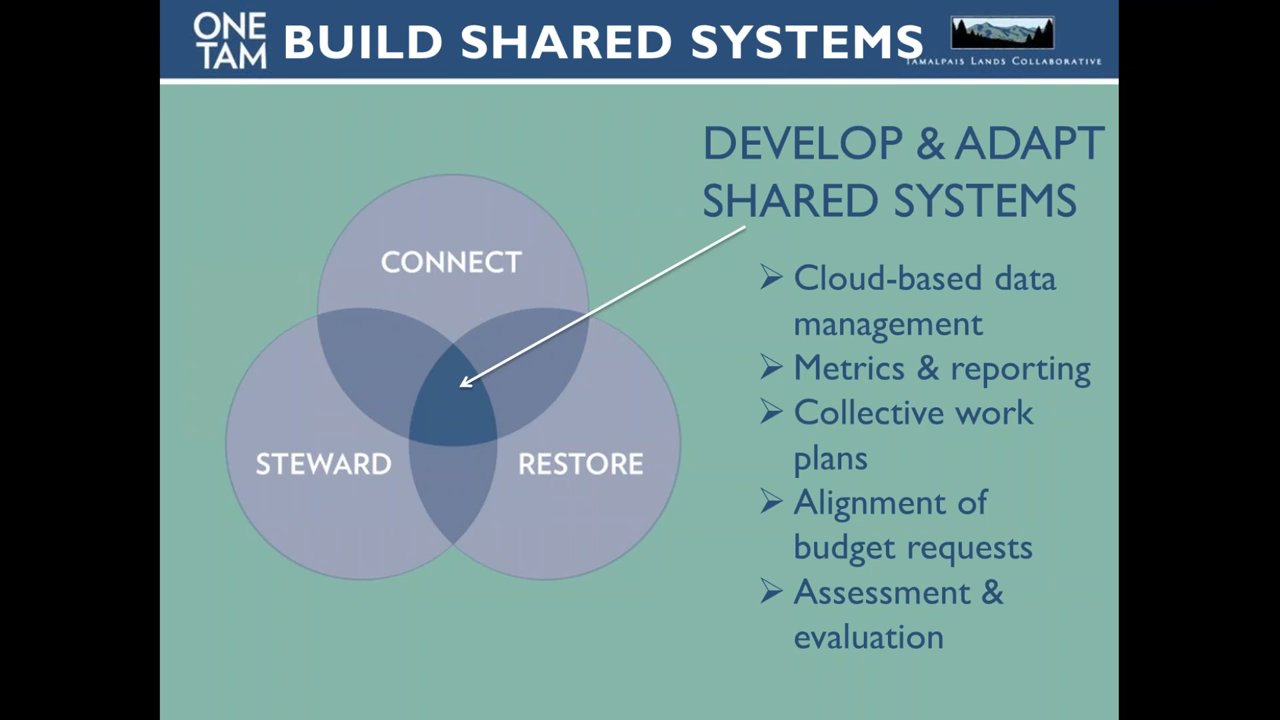 ONE
TAM
BUILD SHARED SYSTEMS
TAMALPAIS LANDS COLLABORATIVE
DEVELOP & ADAPT
SHARED SYSTEMS
CONNECT
STEWARD
RESTORE
➢ Cloud-based data
management
➢ Metrics & reporting
➢ Collective work
plans
➢ Alignment of
budget requests
➢ Assessment &
evaluation